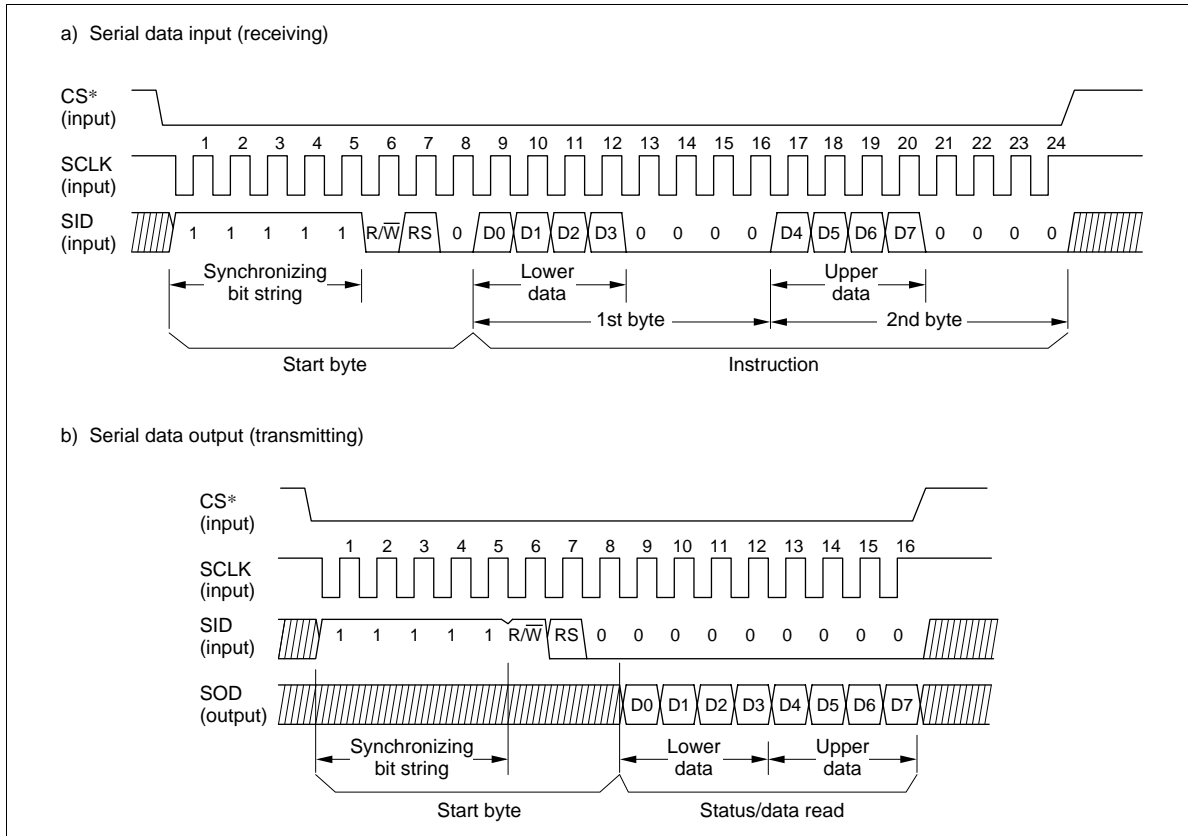 a) Serial data input (receiving)
CS*
(input)
1 2 3 4 5 6 7 8 9 10 11 12 13 14 15 16 17 18 19 20 21 22 23 24
SCLK
(input)
SID
(input)
1 1 1 1 1 R/W̅ RS 0 D0 D1 D2 D3 0 0 0 0 D4 D5 D6 D7 0 0 0 0
Synchronizing
bit string
Lower
data
Upper
data
1st byte
2nd byte
Start byte
Instruction
b) Serial data output (transmitting)
CS*
(input)
1 2 3 4 5 6 7 8 9 10 11 12 13 14 15 16
SCLK
(input)
SID
(input)
1 1 1 1 1 R/W̅ RS 0 0 0 0 0 0 0 0 0
SOD
(output)
D0 D1 D2 D3 D4 D5 D6 D7
Synchronizing
bit string
Lower
data
Upper
data
Start byte
Status/data read